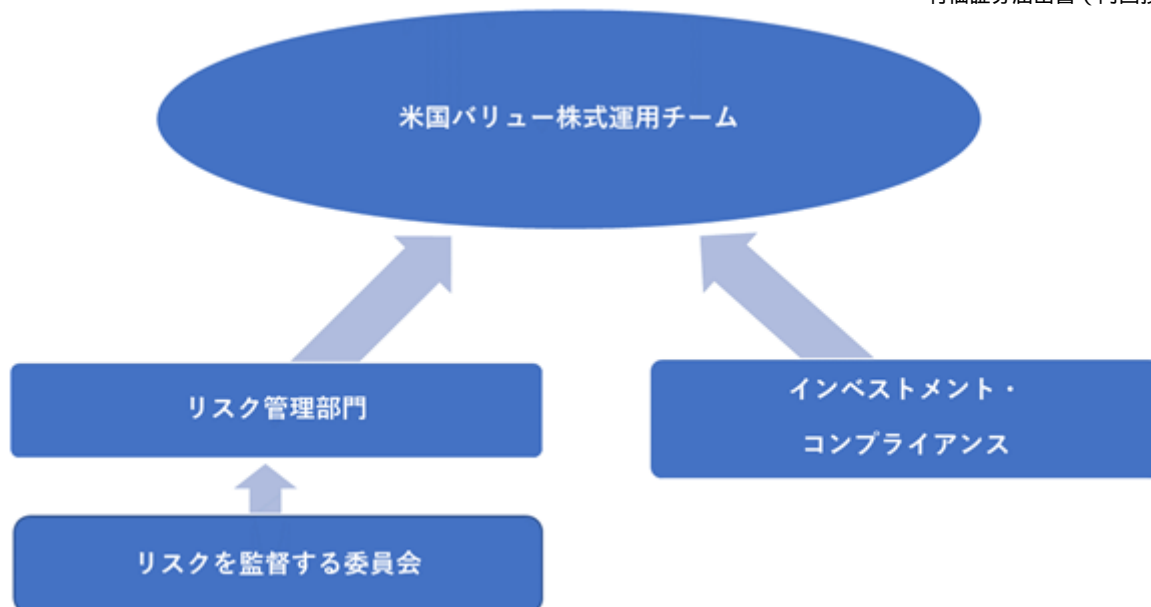 米国バリュー株式運用チーム
リスク管理部門
インベストメント・
コンプライアンス
リスクを監督する委員会